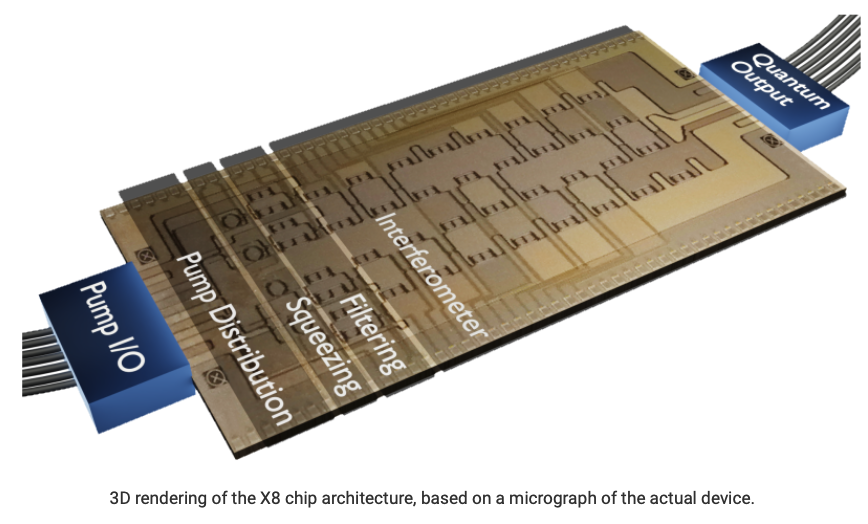 Quantum
Output
Pump I/O
Pump Distribution
Squeezing
Filtering
Interferometer
3D rendering of the X8 chip architecture, based on a micrograph of the actual device.